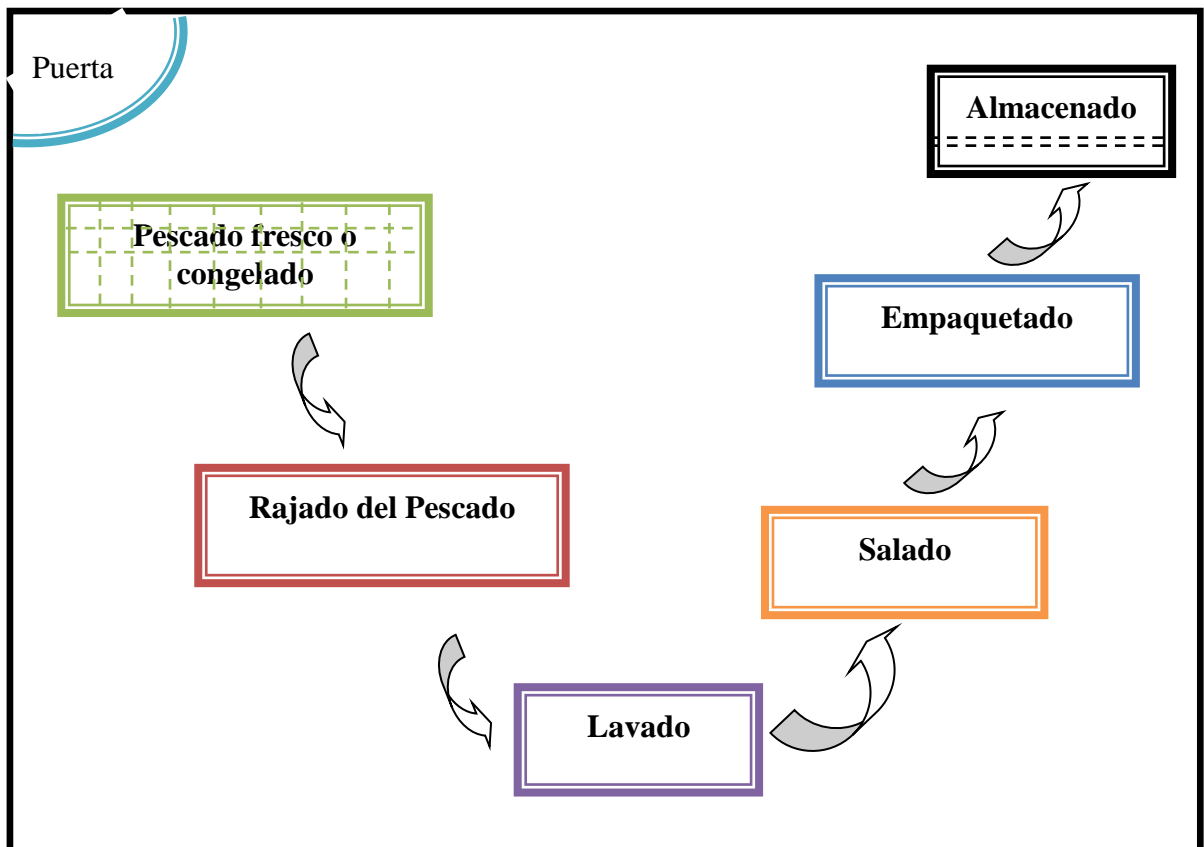 Puerta
Pescado fresco o
congelado
Rajado del Pescado
Lavado
Salado
Empaquetado
Almacenado